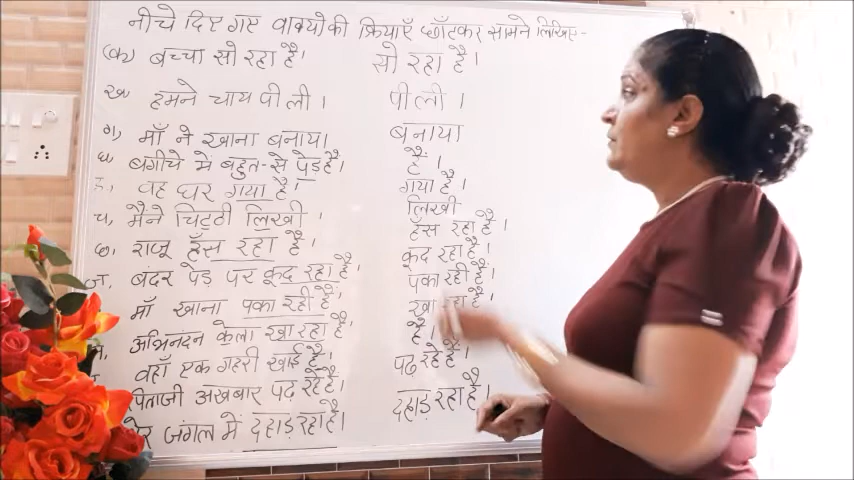 नीचे दिए गए वाक्यो की क्रियाएँ छाँटकर सामने लिखिए-
(क) बच्चा सो रहा है। सो रहा है।
ख, हमने चाय पी ली। पी ली।
ग, माँ ने खाना बनाया। बनाया
घ, बगीचे में बहुत-से पेड़ है। हैं।
ङ, वह घर गया है। गया है।
च, मैंने चिट्ठी लिखी। लिखी
छ, राजू हँस रहा है। हँस रहा है।
ज, बंदर पेड़ पर कूद रहा है। कूद रहा है।
माँ खाना पका रही है। पका रही है।
अभिनंदन केला खा रहा है। खा रहा है।
वहाँ एक गहरी खाई है। है।
पिताजी अखबार पढ़ रहे है। पढ़ रहे है।
शेर जंगल में दहाड़ रहा है। दहाड़ रहा है।